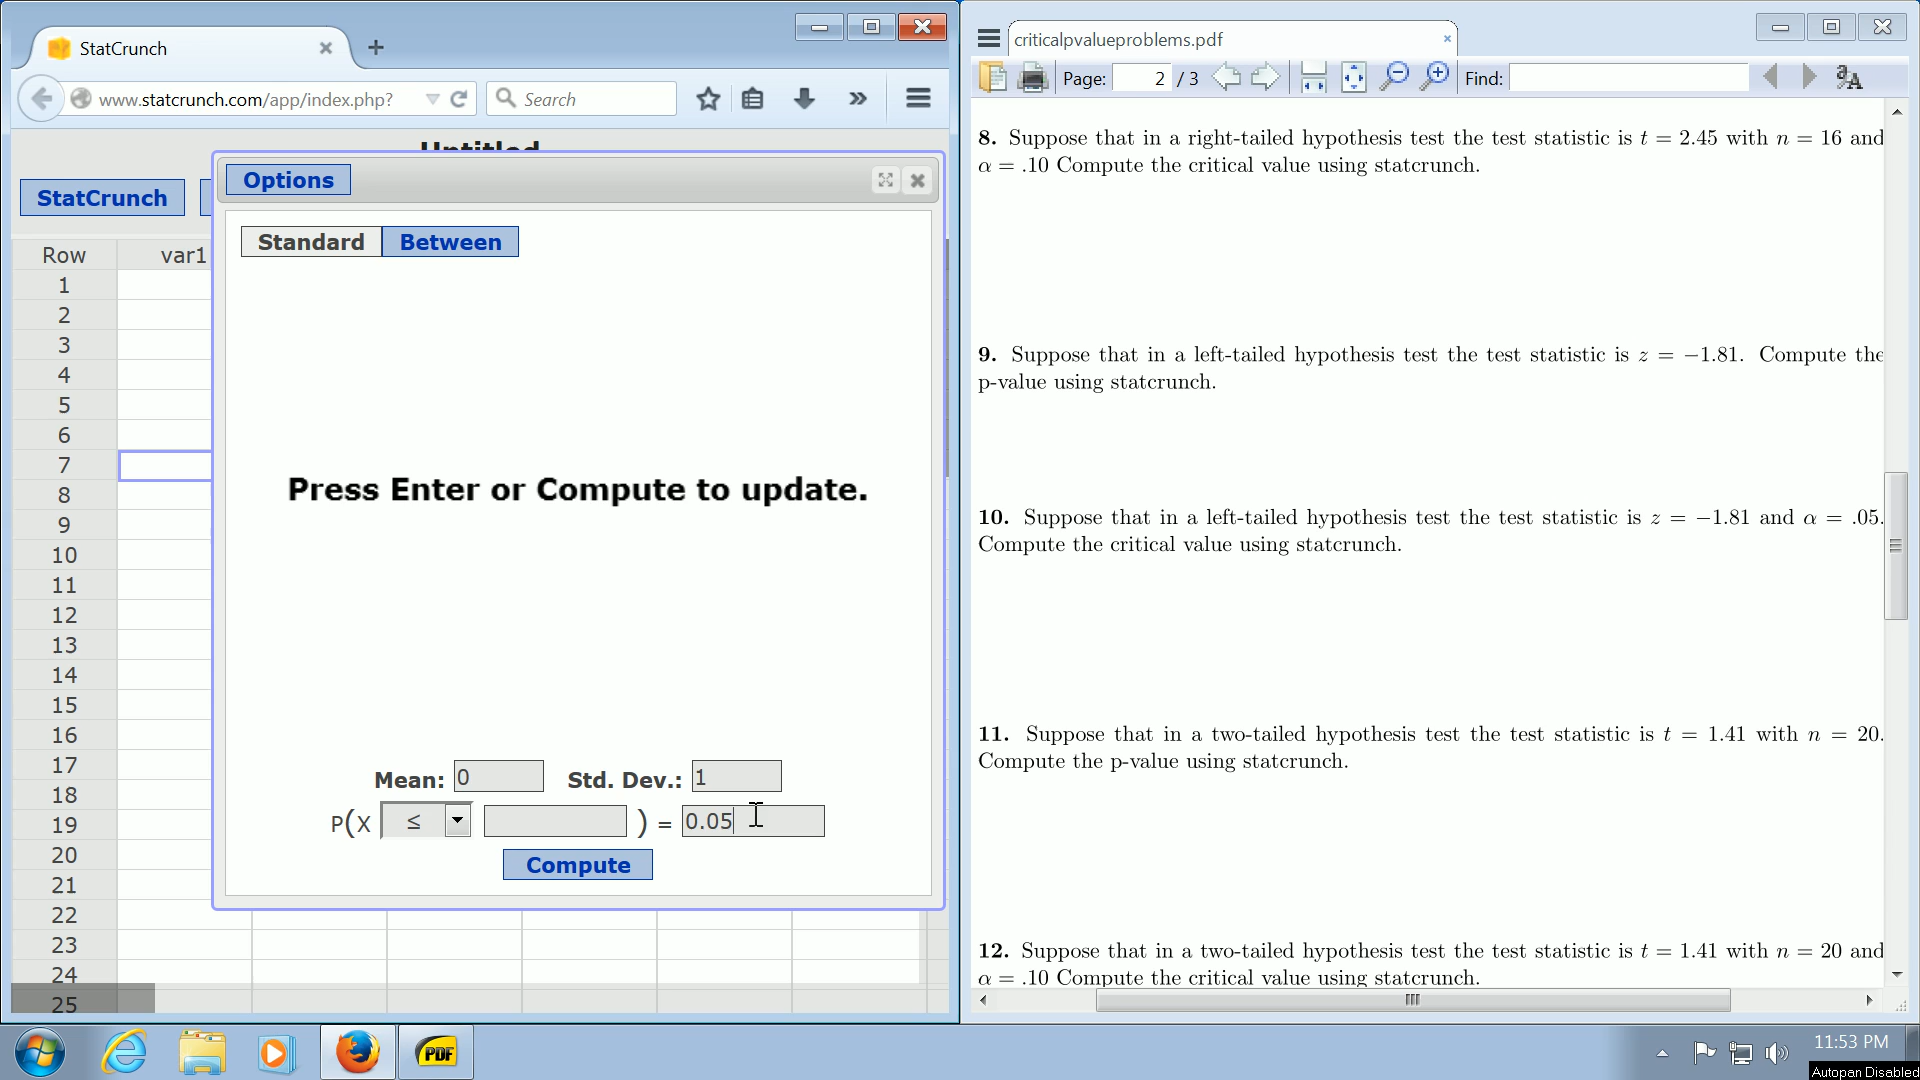 StatCrunch
www.statcrunch.com/app/index.php?
Search
StatCrunch
Options
Standard
Between
Row
var1
1
2
3
4
5
6
7
8
9
10
11
12
13
14
15
16
17
18
19
20
21
22
23
24
25
Press Enter or Compute to update.
Mean: 0 Std. Dev.: 1
P(X ≤ ) = 0.05
Compute
criticalpvalueproblems.pdf
Page: 2 / 3
Find:
8. Suppose that in a right-tailed hypothesis test the test statistic is t = 2.45 with n = 16 and
α = .10 Compute the critical value using statcrunch.
9. Suppose that in a left-tailed hypothesis test the test statistic is z = −1.81. Compute the
p-value using statcrunch.
10. Suppose that in a left-tailed hypothesis test the test statistic is z = −1.81 and α = .05.
Compute the critical value using statcrunch.
11. Suppose that in a two-tailed hypothesis test the test statistic is t = 1.41 with n = 20.
Compute the p-value using statcrunch.
12. Suppose that in a two-tailed hypothesis test the test statistic is t = 1.41 with n = 20 and
α = .10 Compute the critical value using statcrunch.
PDF
11:53 PM
Autopan Disabled